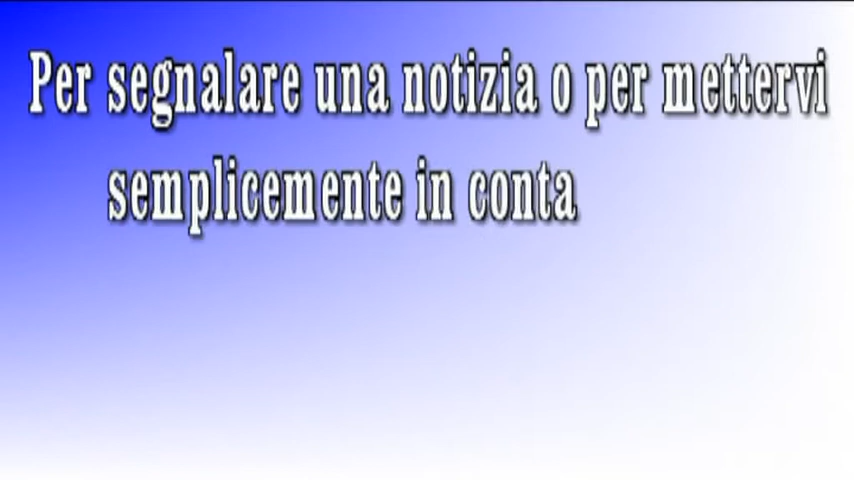 Per segnalare una notizia o per mettervi
semplicemente in conta